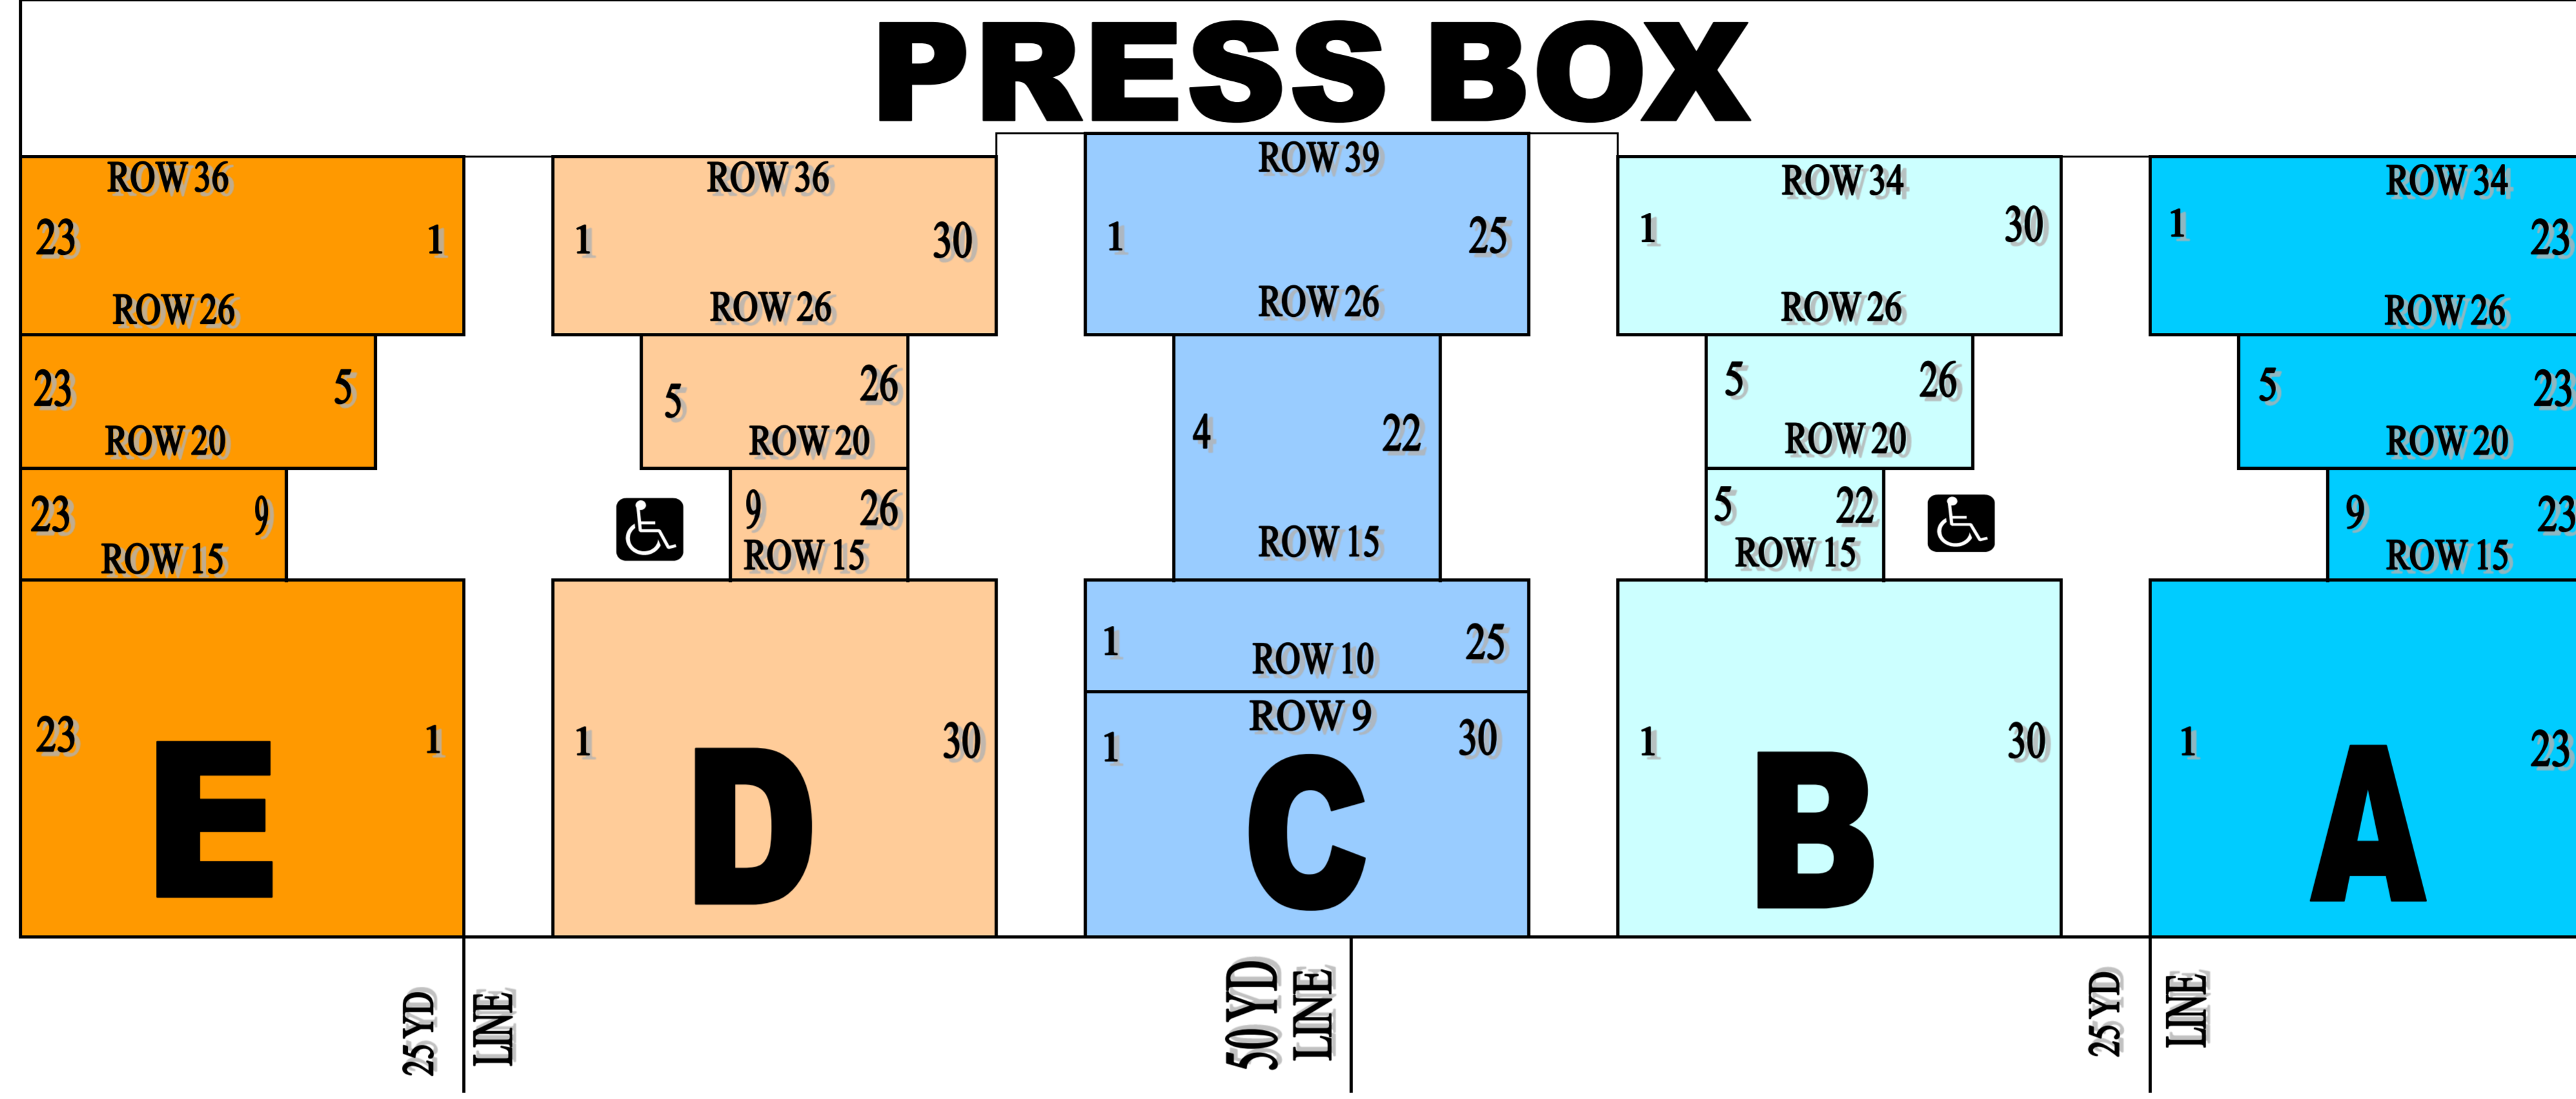 PRESS BOX
ROW 36
23 1
ROW 26
23 5
ROW 20
23 9
ROW 15
23 1
E
ROW 36
1 30
ROW 26
5 26
ROW 20
9 26
ROW 15
1 30
D
ROW 39
1 25
ROW 26
4 22
ROW 15
1 25
ROW 10
ROW 9
1 30
C
ROW 34
1 30
ROW 26
5 26
ROW 20
5 22
ROW 15
1 30
B
ROW 34
1 23
ROW 26
5 23
ROW 20
9 23
ROW 15
1 23
A
25 YD
LINE
50 YD
LINE
25 YD
LINE